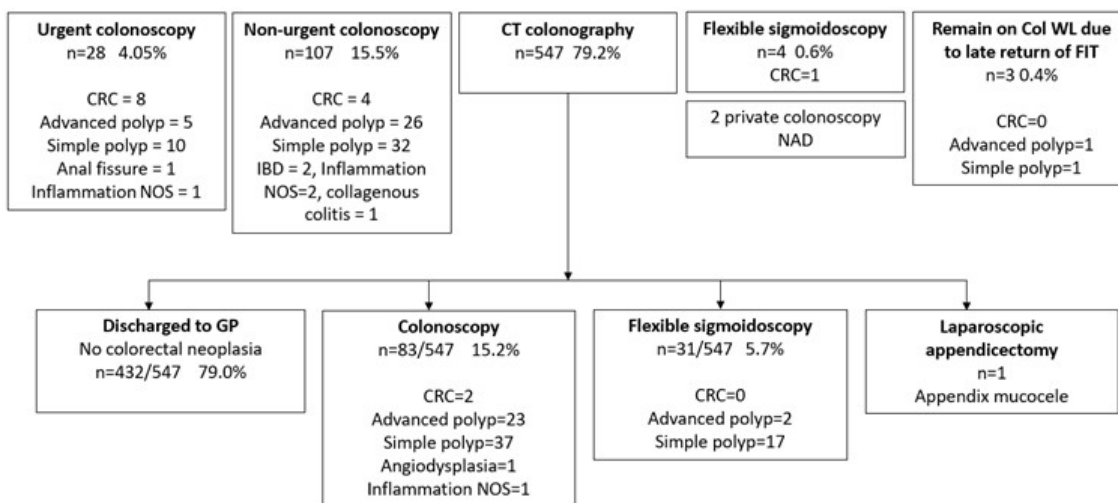 Urgent colonoscopy
n=28 4.05%
CRC = 8
Advanced polyp = 5
Simple polyp = 10
Anal fissure = 1
Inflammation NOS = 1
Non-urgent colonoscopy
n=107 15.5%
CRC = 4
Advanced polyp = 26
Simple polyp = 32
IBD = 2, Inflammation
NOS=2, collagenous
colitis = 1
CT colonography
n=547 79.2%
Flexible sigmoidoscopy
n=4 0.6%
CRC=1
2 private colonoscopy
NAD
Remain on Col WL due
to late return of FIT
n=3 0.4%
CRC=0
Advanced polyp=1
Simple polyp=1
Discharged to GP
No colorectal neoplasia
n=432/547 79.0%
Colonoscopy
n=83/547 15.2%
CRC=2
Advanced polyp=23
Simple polyp=37
Angiodysplasia=1
Inflammation NOS=1
Flexible sigmoidoscopy
n=31/547 5.7%
CRC=0
Advanced polyp=2
Simple polyp=17
Laparoscopic
appendicectomy
n=1
Appendix mucocele